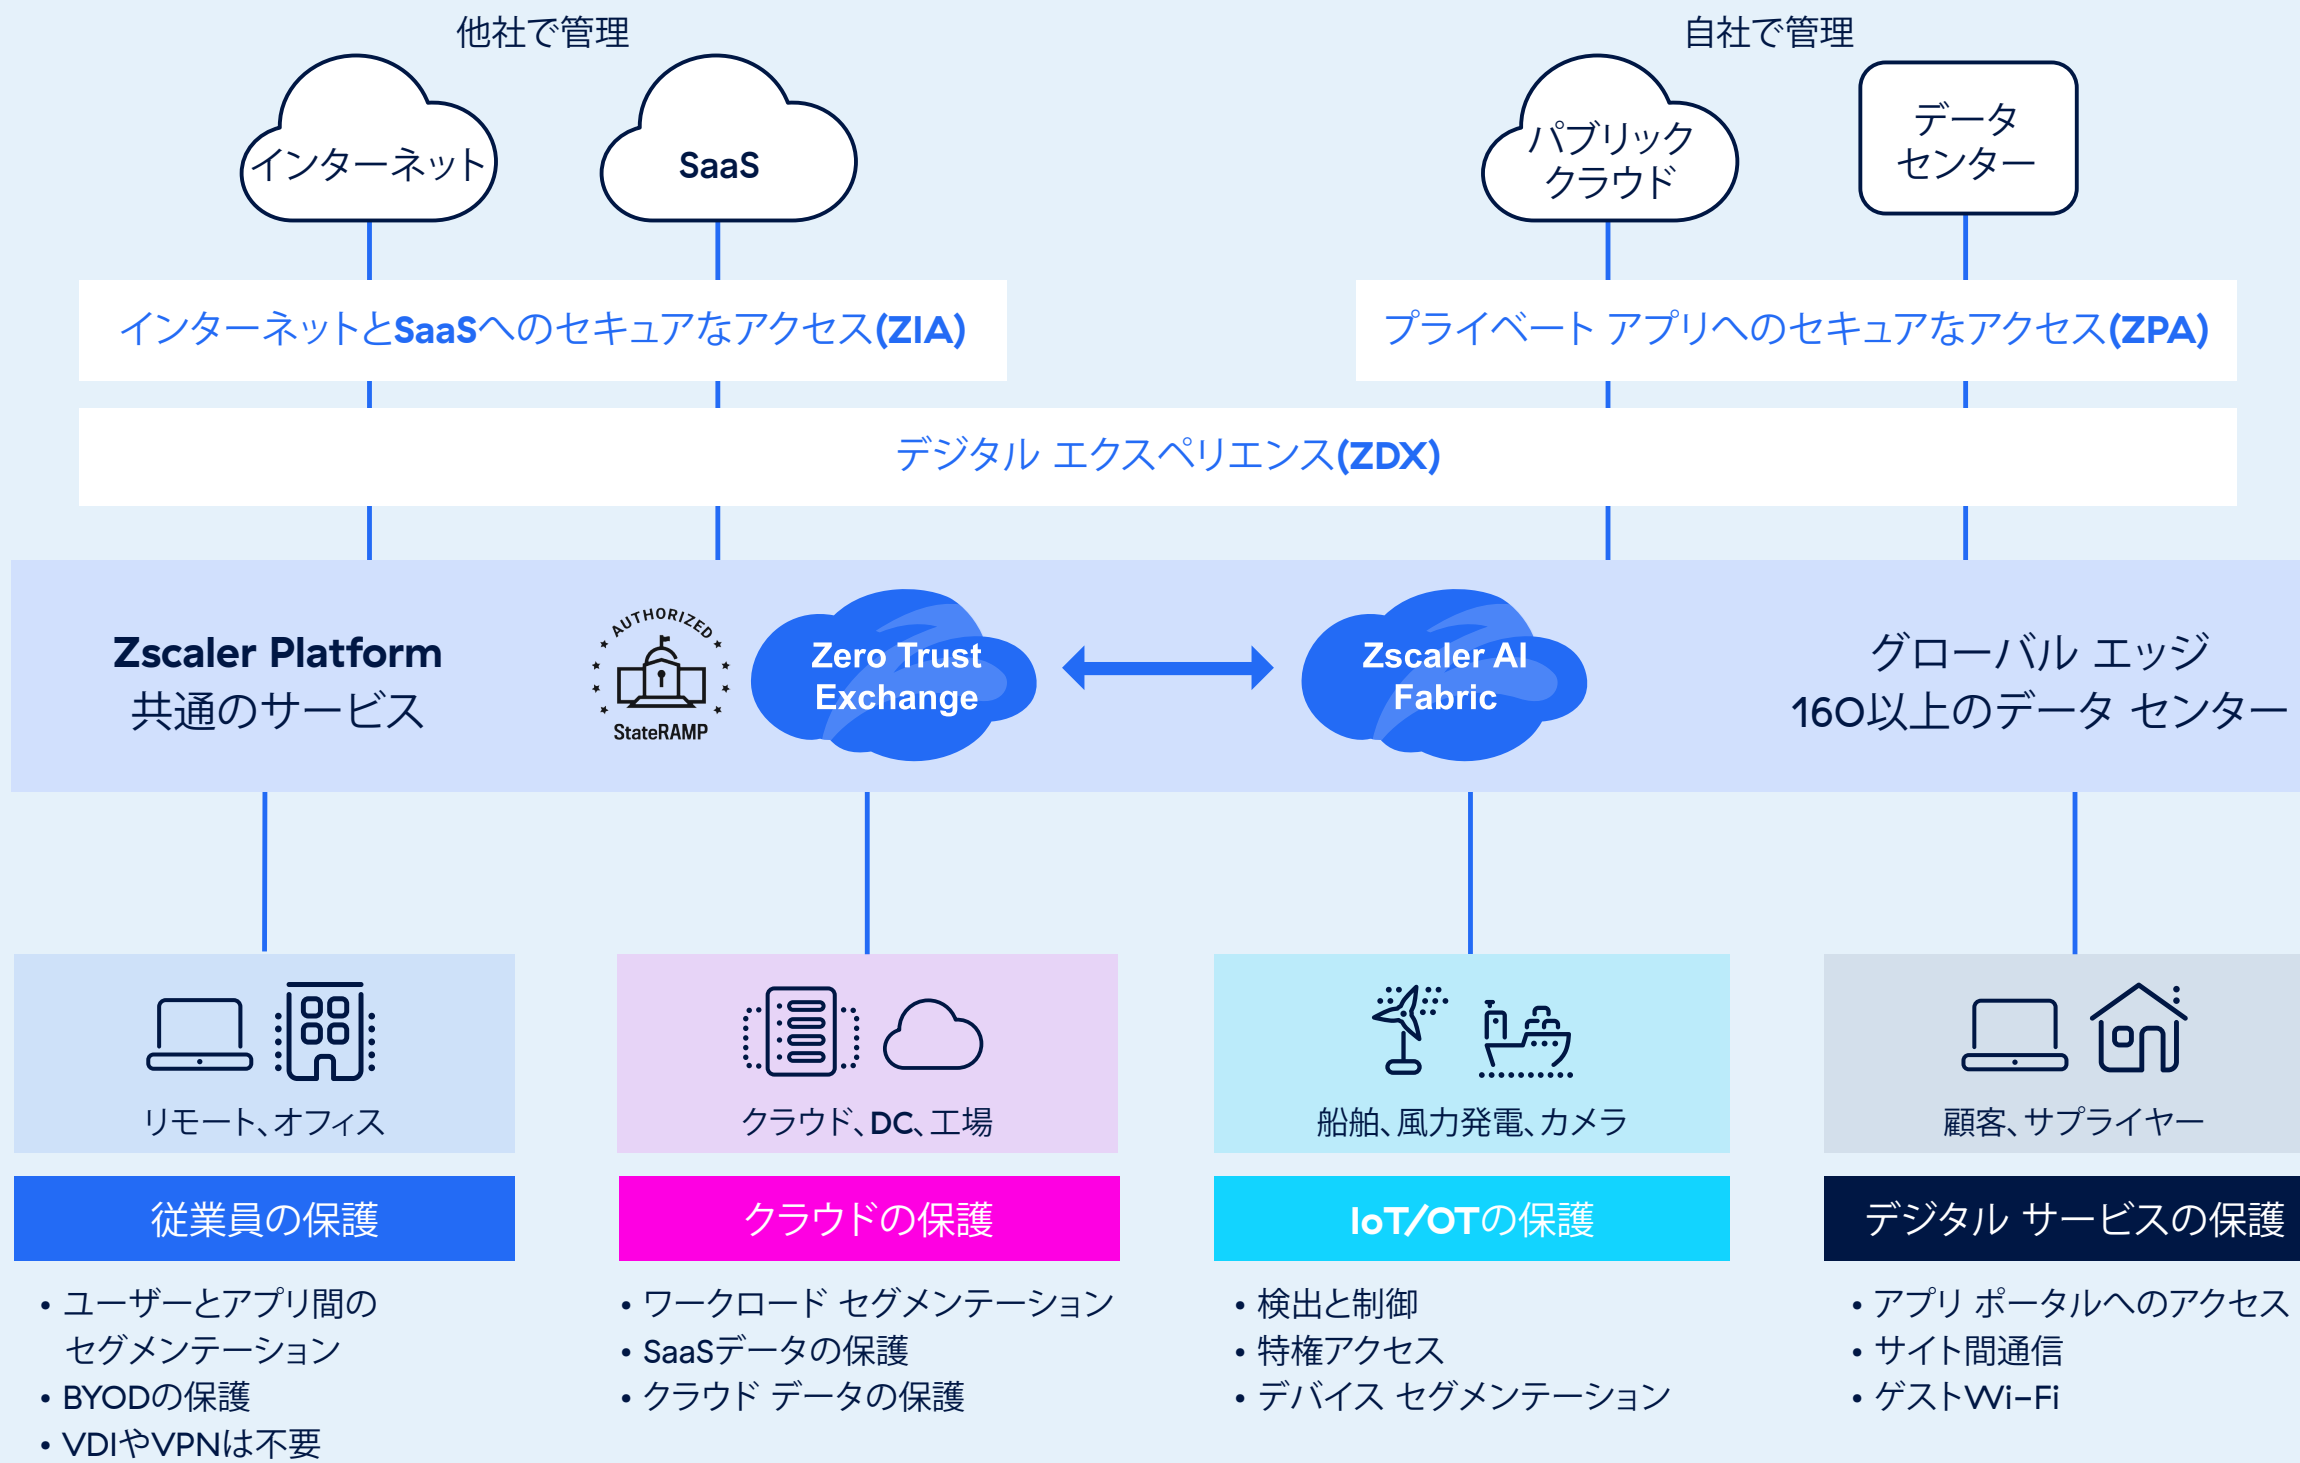 他社で管理
自社で管理
インターネット
SaaS
パブリック
クラウド
データ
センター
インターネットとSaaSへのセキュアなアクセス(ZIA)
プライベート アプリへのセキュアなアクセス(ZPA)
デジタル エクスペリエンス(ZDX)
Zscaler Platform
共通のサービス
AUTHORIZED
StateRAMP
Zero Trust
Exchange
Zscaler AI
Fabric
グローバル エッジ
160以上のデータ センター
リモート、オフィス
クラウド、DC、工場
船舶、風力発電、カメラ
顧客、サプライヤー
従業員の保護
クラウドの保護
IoT/OTの保護
デジタル サービスの保護
• ユーザーとアプリ間の
セグメンテーション
• BYODの保護
• VDIやVPNは不要
• ワークロード セグメンテーション
• SaaSデータの保護
• クラウド データの保護
• 検出と制御
• 特権アクセス
• デバイス セグメンテーション
• アプリ ポータルへのアクセス
• サイト間通信
• ゲストWi-Fi